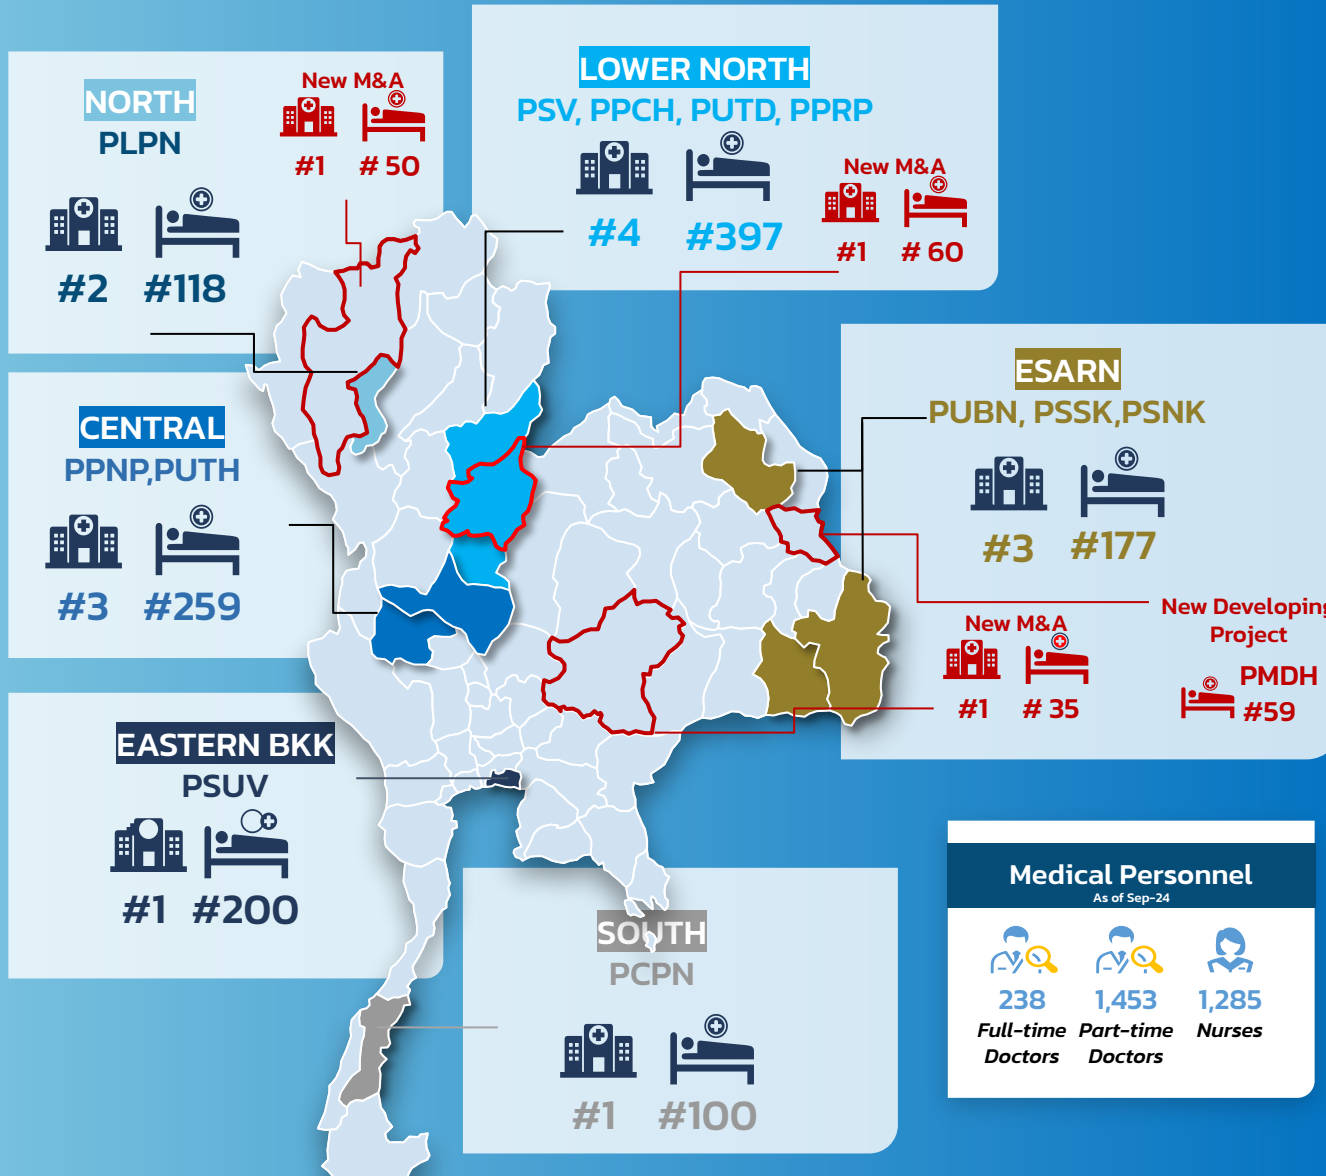 NORTH
PLPN
#2 #118
New M&A
#1 # 50
LOWER NORTH
PSV, PPCH, PUTD, PPRP
#4 #397
New M&A
#1 # 60
CENTRAL
PPNP,PUTH
#3 #259
ESARN
PUBN, PSSK,PSNK
#3 #177
New M&A
#1 # 35
New Developing
Project
PMDH
#59
EASTERN BKK
PSUV
#1 #200
SOUTH
PCPN
#1 #100
Medical Personnel
As of Sep-24
238 1,453 1,285
Full-time Part-time Nurses
Doctors Doctors